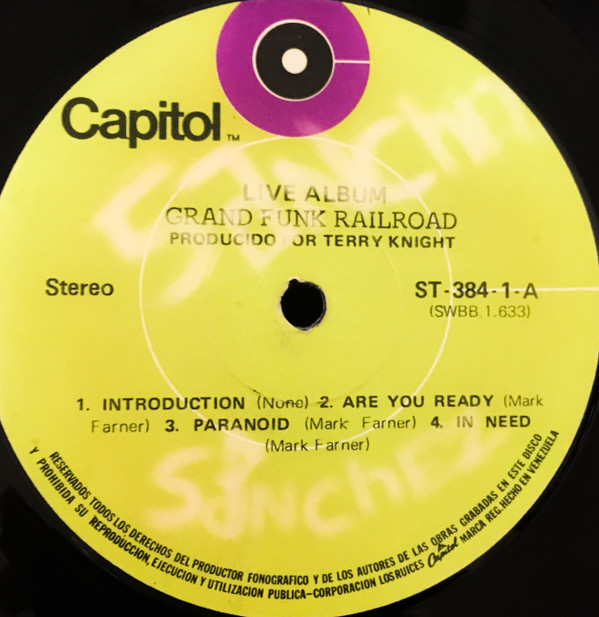 Capitol™
SANCHEZ
LIVE ALBUM
GRAND FUNK RAILROAD
PRODUCIDO POR TERRY KNIGHT
Stereo
ST-384-1-A
(SWBB.1.633)
1. INTRODUCTION (None) 2. ARE YOU READY (Mark
Farner) 3. PARANOID (Mark Farner) 4. IN NEED
(Mark Farner)
SANCHEZ
RESERVADOS TODOS LOS DERECHOS DEL PRODUCTOR FONOGRAFICO Y DE LOS AUTORES DE LAS OBRAS GRABADAS EN ESTE DISCO
Y PROHIBIDA SU REPRODUCCION, EJECUCION Y UTILIZACION PUBLICA-CORPORACION LOS RUICES Capitol MARCA REG. HECHO EN VENEZUELA